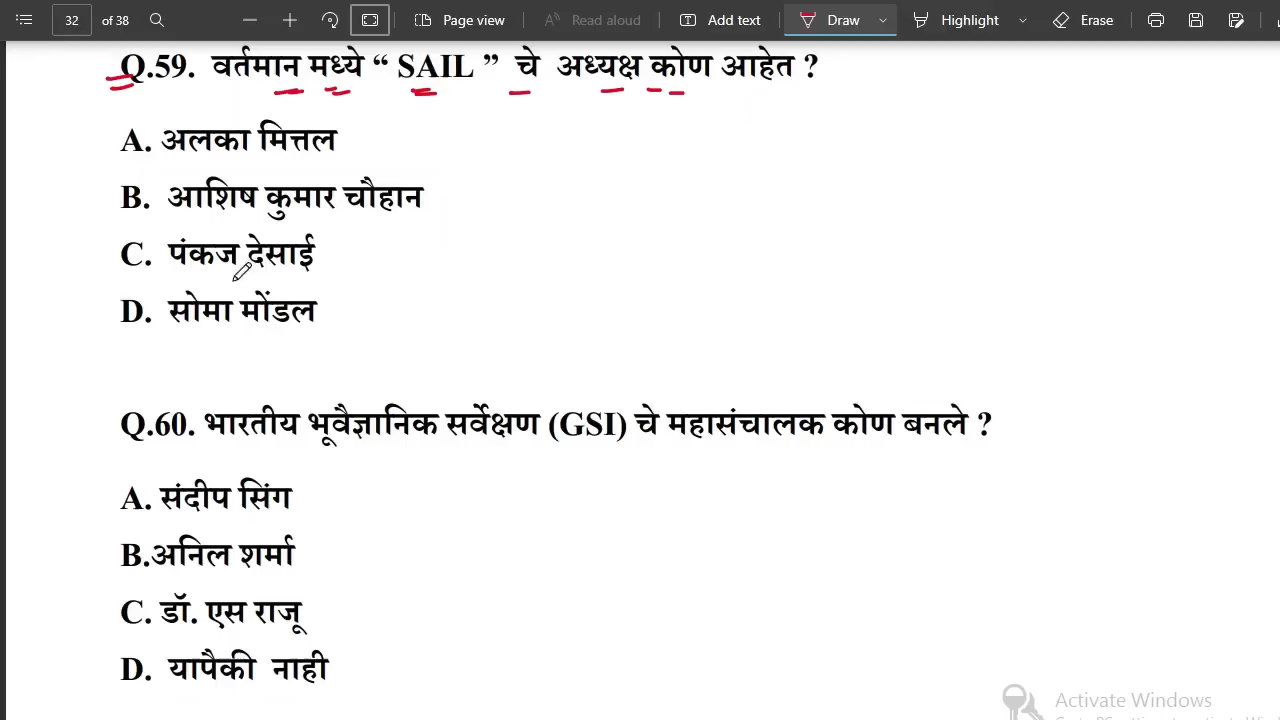 32 of 38 Page view Read aloud Add text Draw Highlight Erase
Q.59. वर्तमान मध्ये “ SAIL ” चे अध्यक्ष कोण आहेत ?
A. अलका मित्तल
B. आशिष कुमार चौहान
C. पंकज देसाई
D. सोमा मोंडल
Q.60. भारतीय भूवैज्ञानिक सर्वेक्षण (GSI) चे महासंचालक कोण बनले ?
A. संदीप सिंग
B.अनिल शर्मा
C. डॉ. एस राजू
D. यापैकी नाही
Activate Windows